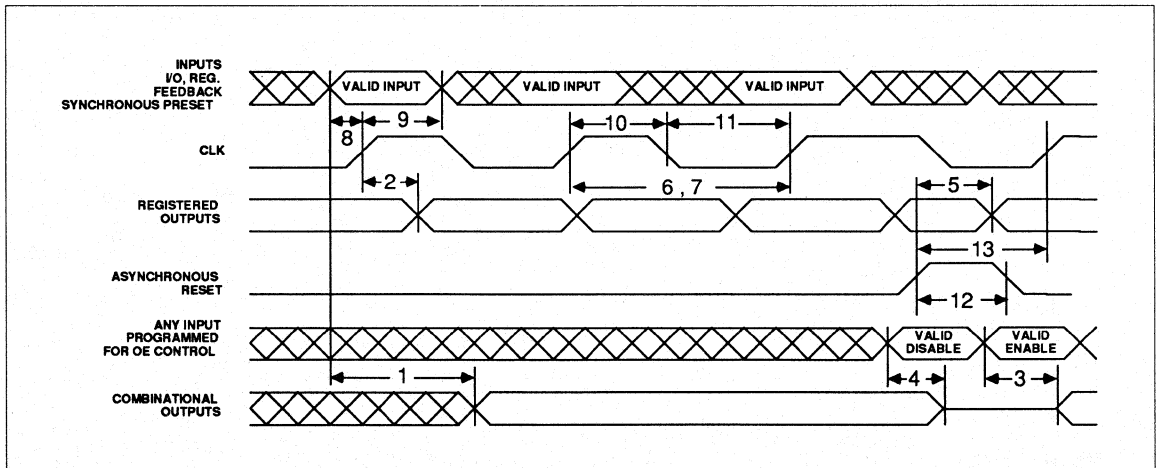 INPUTS
I/O, REG.
FEEDBACK
SYNCHRONOUS PRESET
VALID INPUT
VALID INPUT
VALID INPUT
8
9
10
11
CLK
2
6 , 7
5
REGISTERED
OUTPUTS
13
ASYNCHRONOUS
RESET
12
ANY INPUT
PROGRAMMED
FOR OE CONTROL
VALID
DISABLE
VALID
ENABLE
1
4
3
COMBINATIONAL
OUTPUTS